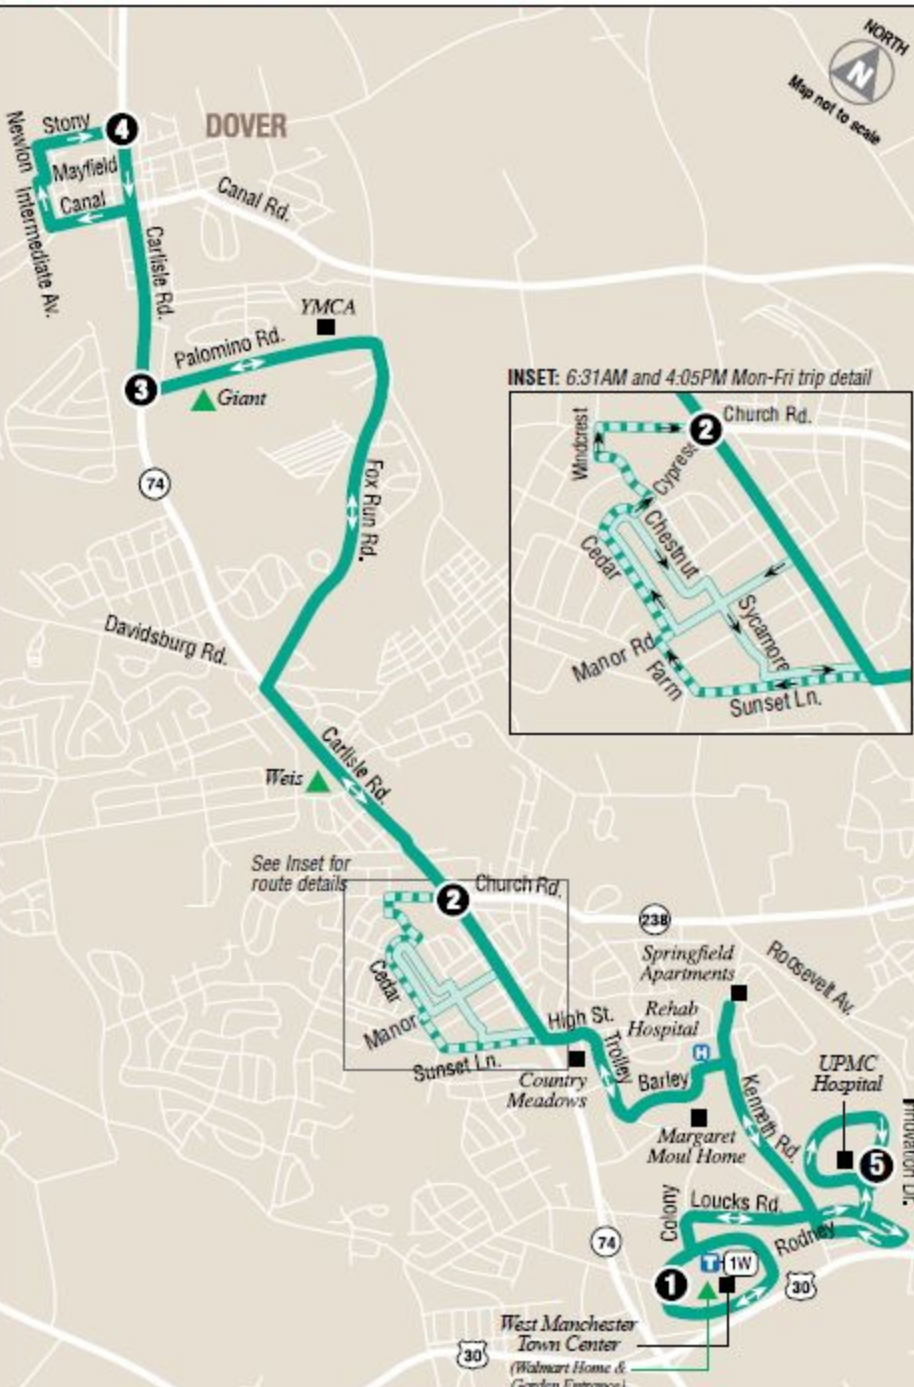 NORTH
N
Map not to scale
4
DOVER
Stony
Newlon
Mayfield
Canal
Intermediate Av.
Canal Rd.
Carlisle Rd.
YMCA
Palomino Rd.
3
Giant
74
Fox Run Rd.
INSET: 6:31AM and 4:05PM Mon-Fri trip detail
2
Church Rd.
Windcrest
Cypress
Chestnut
Cedar
Sycamore
Manor Rd.
Farm
Sunset Ln.
Davidsburg Rd.
Carlisle Rd.
Weis
See Inset for
route details
2
Church Rd.
238
Springfield
Apartments
Roosevelt Av.
Cedar
Manor
Sunset Ln.
High St.
Rehab
Hospital
H
Trolley
Barley
Country
Meadows
Kenneth Rd.
UPMC
Hospital
Margaret
Moul Home
5
Innovation Dr.
Colony
Loucks Rd.
Rodney
74
T
1W
1
30
West Manchester
Town Center
30
(Walmart Home &
Garden Entrance)